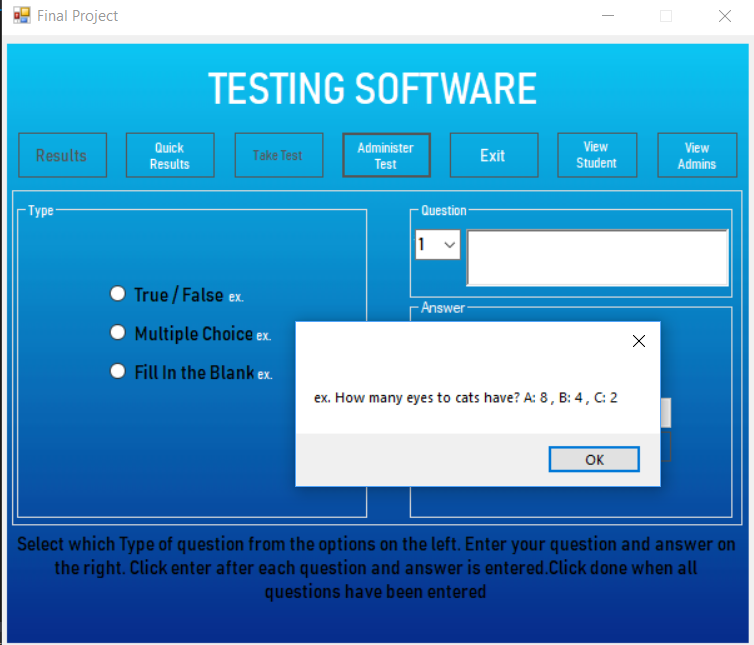 Final Project
TESTING SOFTWARE
Results
Quick
Results
Take Test
Administer
Test
Exit
View
Student
View
Admins
Type
True / False ex.
Multiple Choice ex.
Fill In the Blank ex.
Question
1
Answer
ex. How many eyes to cats have? A: 8 , B: 4 , C: 2
OK
Select which Type of question from the options on the left. Enter your question and answer on
the right. Click enter after each question and answer is entered.Click done when all
questions have been entered